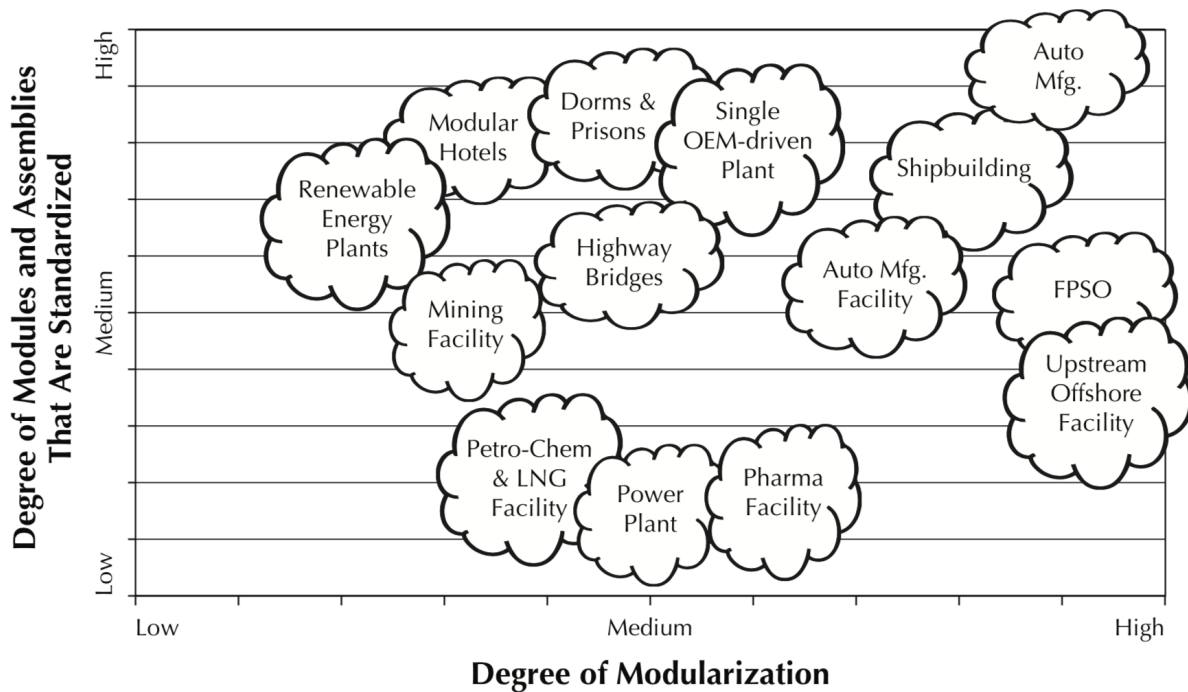 Degree of Modules and Assemblies
That Are Standardized
High
Medium
Low
Auto
Mfg.
Dorms &
Prisons
Single
OEM-driven
Plant
Modular
Hotels
Shipbuilding
Renewable
Energy
Plants
Highway
Bridges
Auto Mfg.
Facility
FPSO
Mining
Facility
Upstream
Offshore
Facility
Petro-Chem
& LNG
Facility
Power
Plant
Pharma
Facility
Low
Medium
High
Degree of Modularization